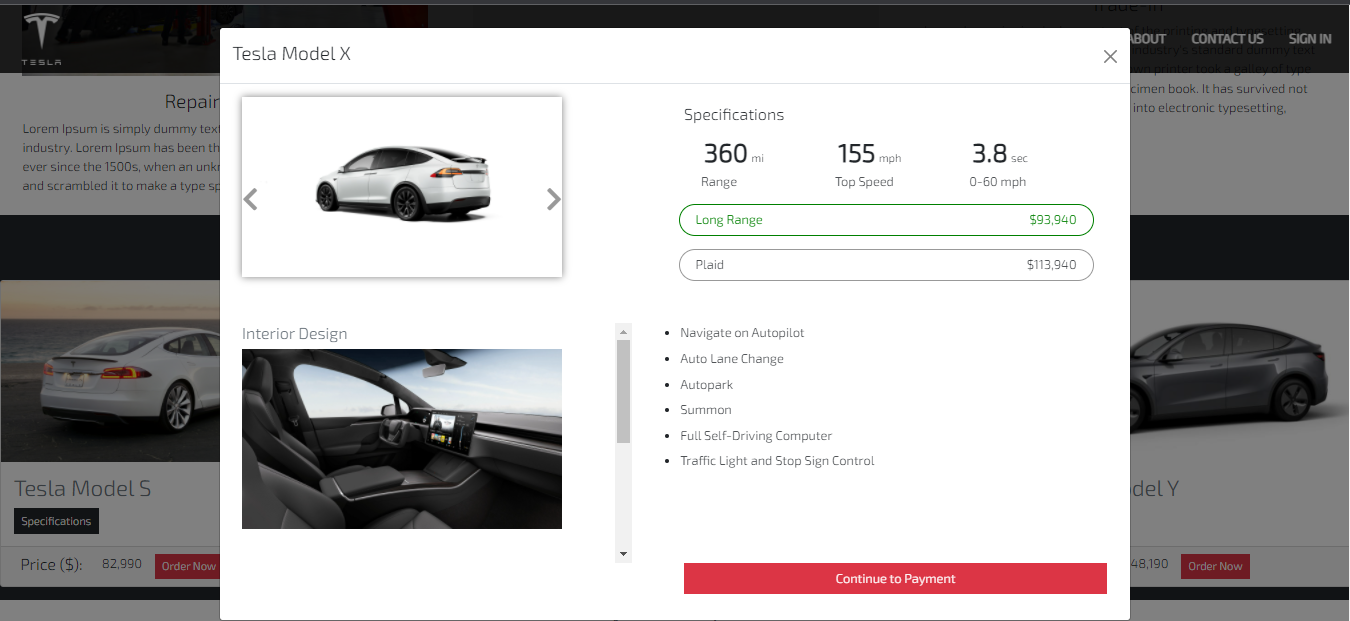 Trade-in
TESLA
ABOUT CONTACT US SIGN IN
Tesla Model X
industry's standard dummy text
own printer took a galley of type
Repair
Lorem Ipsum is simply dummy text
industry. Lorem Ipsum has been th
ever since the 1500s, when an unk
and scrambled it to make a type sp
cimen book. It has survived not
into electronic typesetting,
Specifications
360 mi
Range
155 mph
Top Speed
3.8 sec
0-60 mph
Long Range $93,940
Plaid $113,940
Interior Design
Navigate on Autopilot
Auto Lane Change
Autopark
Summon
Full Self-Driving Computer
Traffic Light and Stop Sign Control
Continue to Payment
Tesla Model S
Specifications
Price ($): 82,990 Order Now
del Y
48,190 Order Now